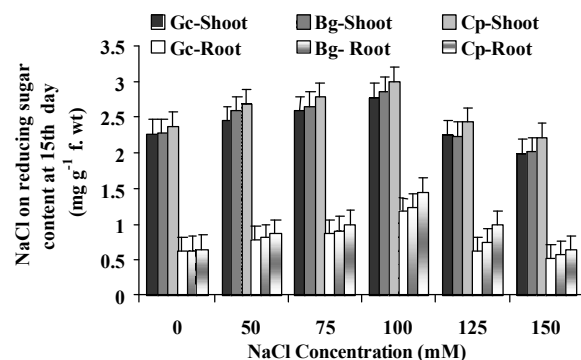 Gc-Shoot Bg-Shoot Cp-Shoot
Gc-Root Bg- Root Cp-Root
NaCl on reducing sugar
content at 15th day
(mg g-1 f. wt)
3.5
3
2.5
2
1.5
1
0.5
0
0 50 75 100 125 150
NaCl Concentration (mM)